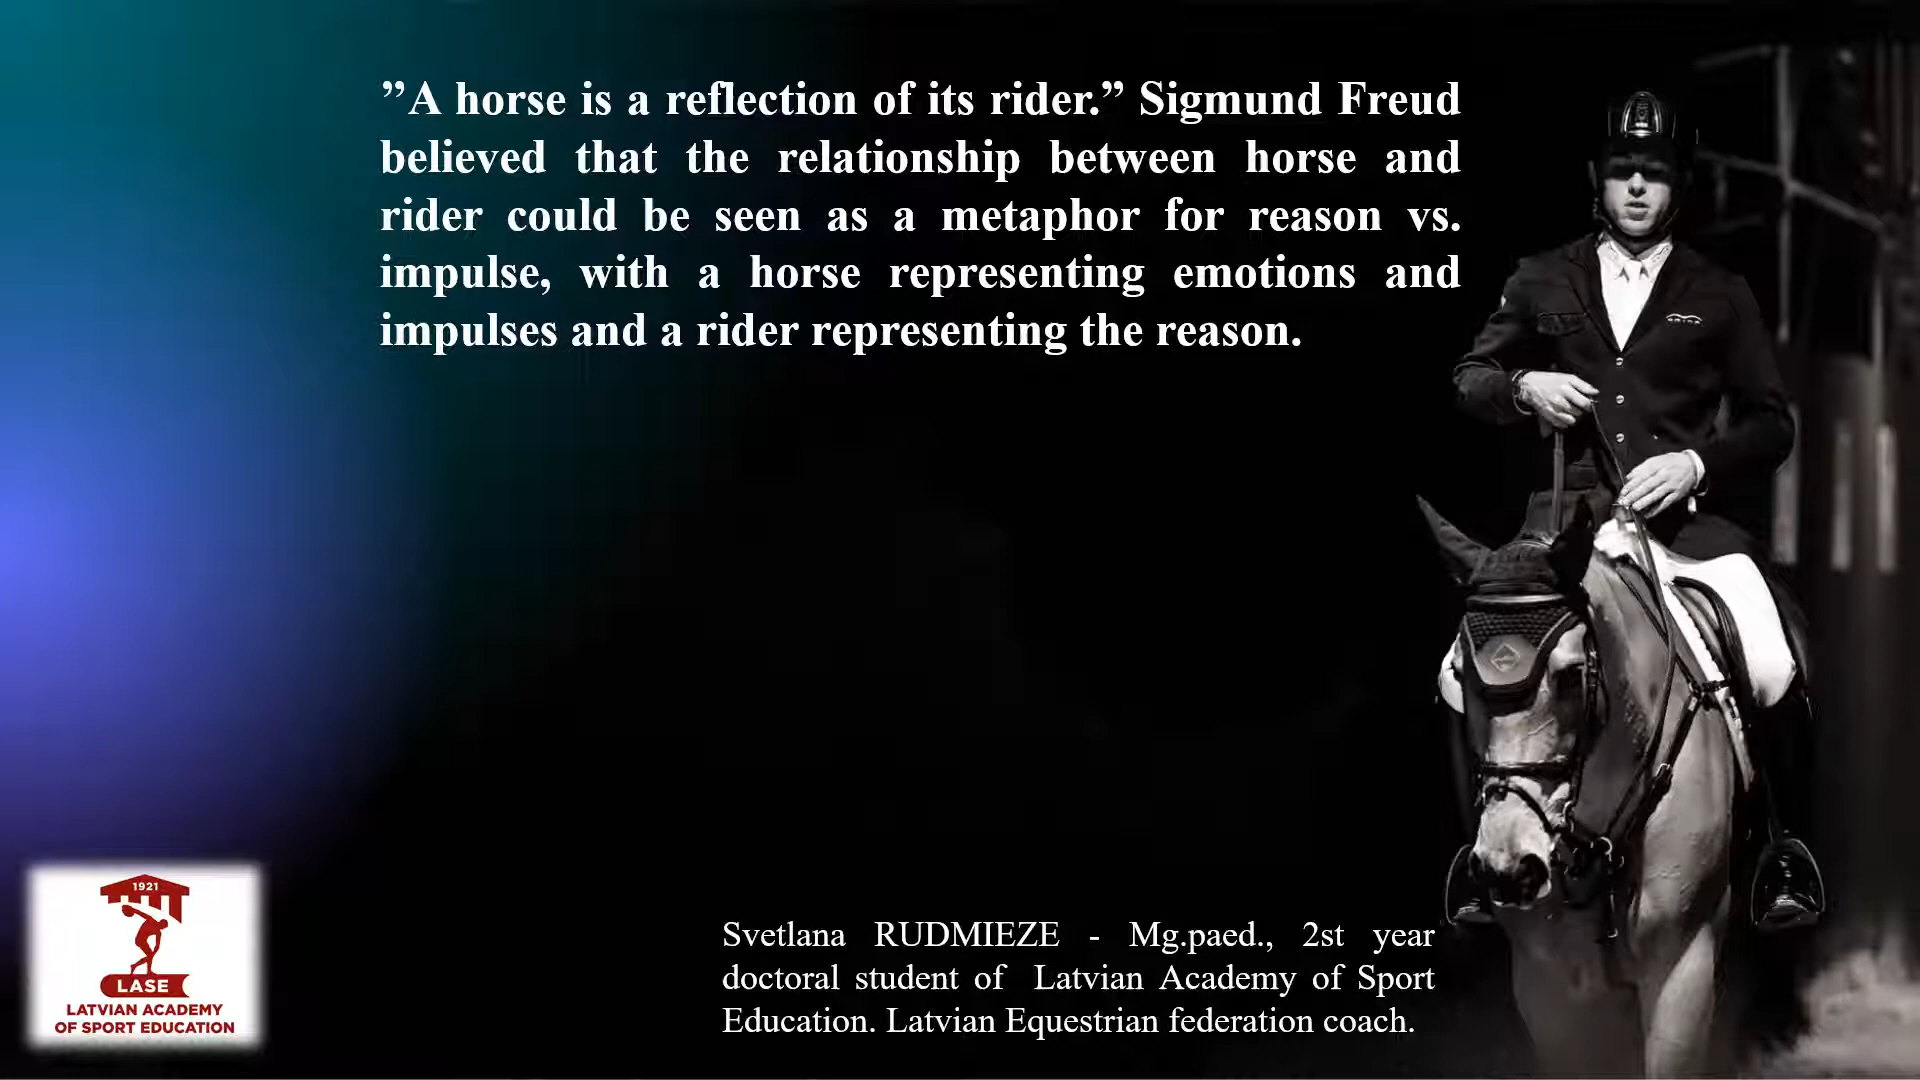 ”A horse is a reflection of its rider.” Sigmund Freud
believed that the relationship between horse and
rider could be seen as a metaphor for reason vs.
impulse, with a horse representing emotions and
impulses and a rider representing the reason.
Svetlana RUDMIEZE - Mg.paed., 2st year
doctoral student of Latvian Academy of Sport
Education. Latvian Equestrian federation coach.
1921
LASE
LATVIAN ACADEMY
OF SPORT EDUCATION